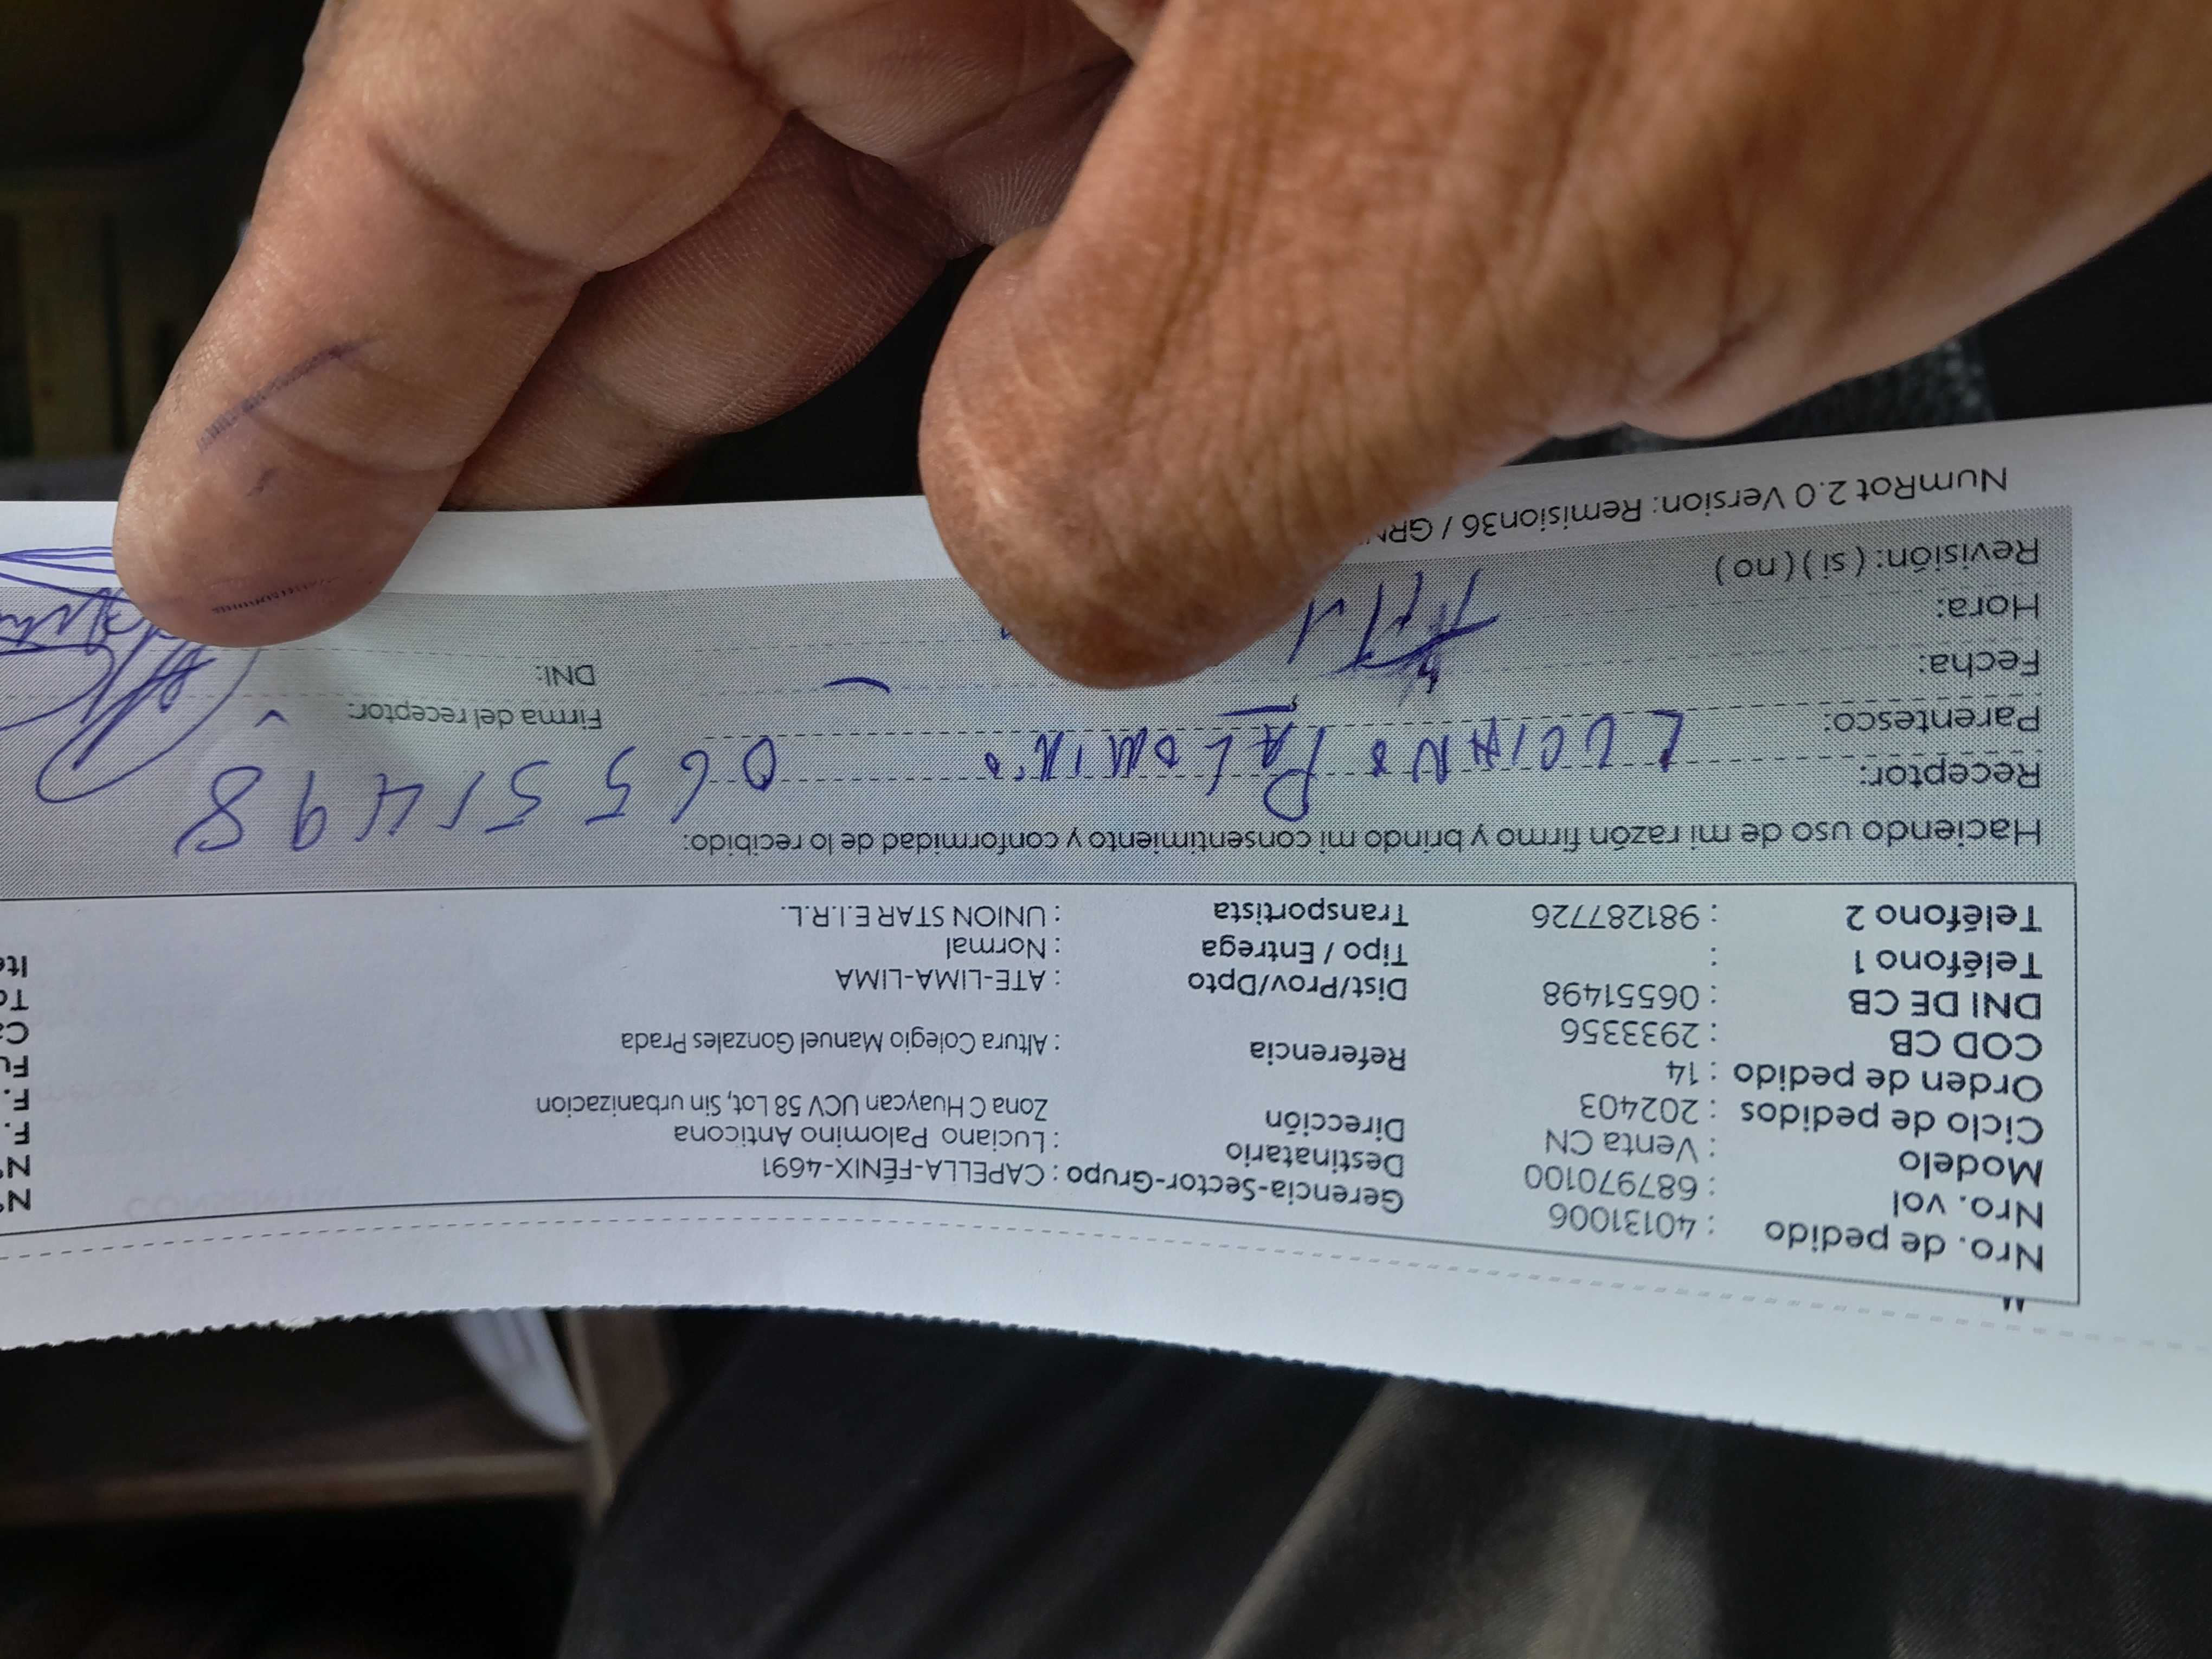 Nro. de pedido : 40131006
Nro. vol : 687970100
Modelo : Venta CN
Ciclo de pedidos : 202403
Orden de pedido : 14
COD CB : 2933356
DNI DE CB : 06551498
Teléfono 1 :
Teléfono 2 : 981287726
Gerencia-Sector-Grupo : CAPELLA-FÉNIX-4691
Destinatario : Luciano Palomino Anticona
Dirección Zona C Huaycan UCV 58 Lot, Sin urbanizacion
Referencia : Altura Colegio Manuel Gonzales Prada
Dist/Prov/Dpto : ATE-LIMA-LIMA
Tipo / Entrega : Normal
Transportista : UNION STAR E.I.R.L.
Haciendo uso de mi razón firmo y brindo mi consentimiento y conformidad de lo recibido:
Receptor: LUCIANO PALOMINO 06551498
Parentesco: Firma del receptor:
Fecha: DNI:
Hora:
Revisión: ( si ) ( no )
NumRot 2.0 Version: Remision36 /